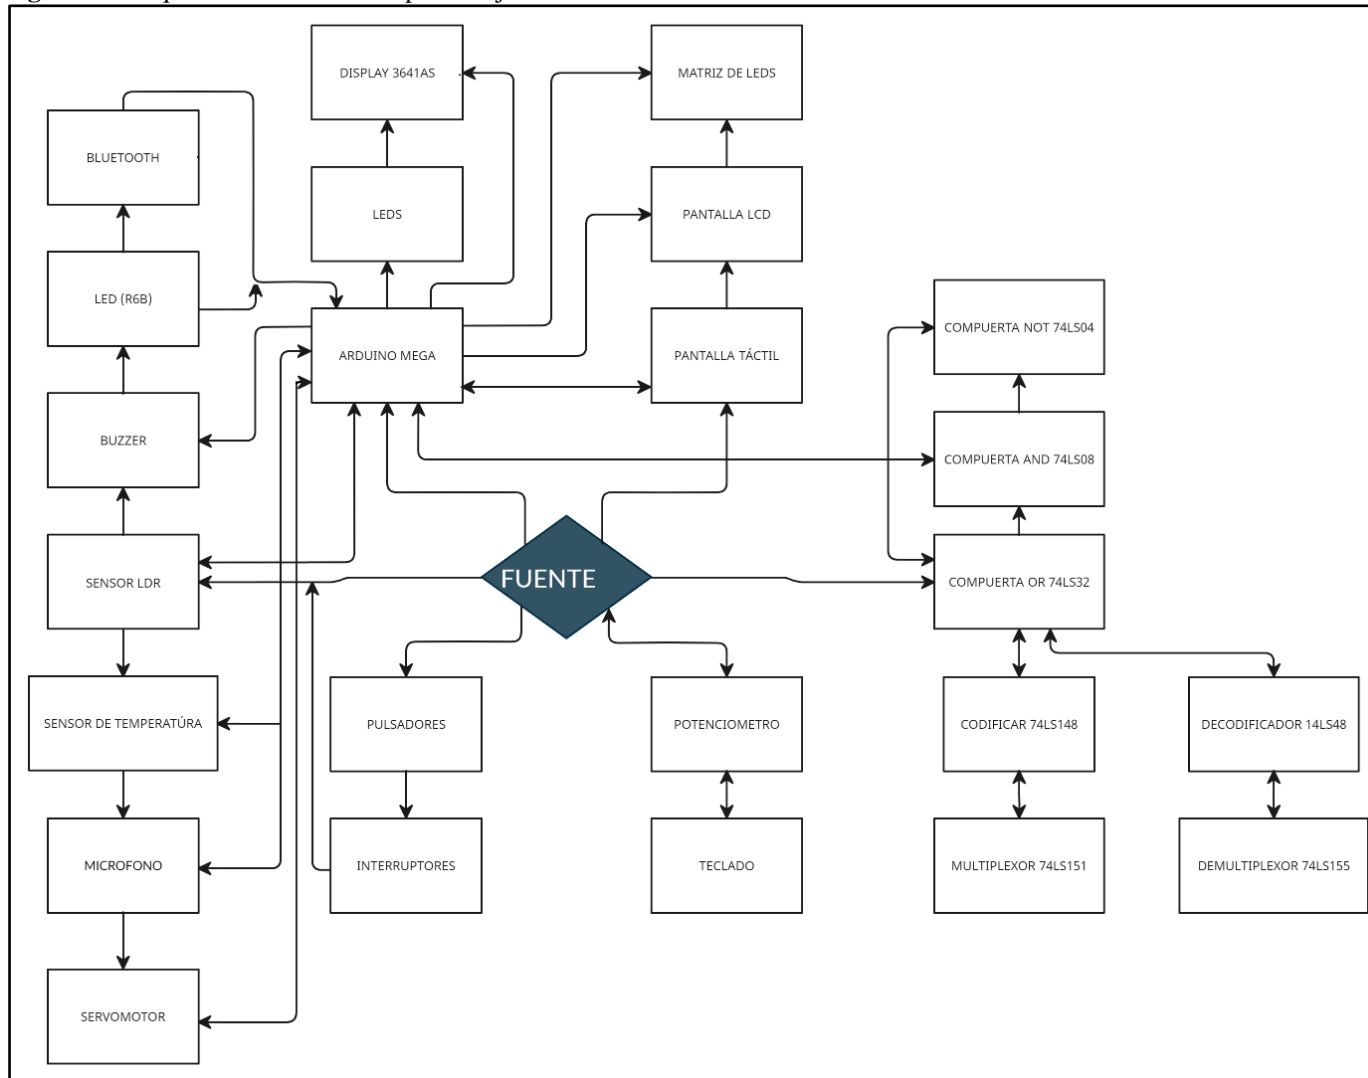 DISPLAY 3641AS
MATRIZ DE LEDS
BLUETOOTH
LEDS
PANTALLA LCD
LED (R6B)
ARDUINO MEGA
PANTALLA TÁCTIL
COMPUERTA NOT 74LS04
BUZZER
COMPUERTA AND 74LS08
SENSOR LDR
FUENTE
COMPUERTA OR 74LS32
SENSOR DE TEMPERATÚRA
PULSADORES
POTENCIOMETRO
CODIFICAR 74LS148
DECODIFICADOR 14LS48
MICROFONO
INTERRUPTORES
TECLADO
MULTIPLEXOR 74LS151
DEMULTIPLEXOR 74LS155
SERVOMOTOR